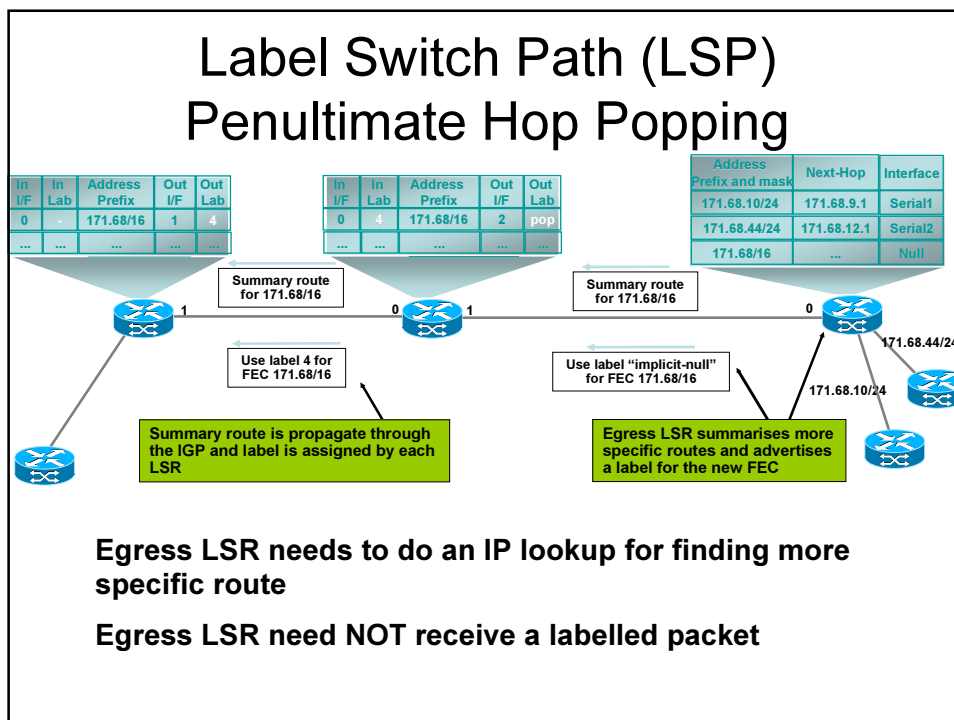 Label Switch Path (LSP)
Penultimate Hop Popping
In I/F In Lab Address Prefix Out I/F Out Lab
0 - 171.68/16 1 4
... ... ... ... ...
In I/F In Lab Address Prefix Out I/F Out Lab
0 4 171.68/16 2 pop
... ... ... ... ...
Address Prefix and mask Next-Hop Interface
171.68.10/24 171.68.9.1 Serial1
171.68.44/24 171.68.12.1 Serial2
171.68/16 ... Null
Summary route
for 171.68/16
Summary route
for 171.68/16
1
0
1
0
Use label 4 for
FEC 171.68/16
Use label “implicit-null”
for FEC 171.68/16
171.68.44/24
171.68.10/24
Summary route is propagate through
the IGP and label is assigned by each
LSR
Egress LSR summarises more
specific routes and advertises
a label for the new FEC
Egress LSR needs to do an IP lookup for finding more
specific route
Egress LSR need NOT receive a labelled packet